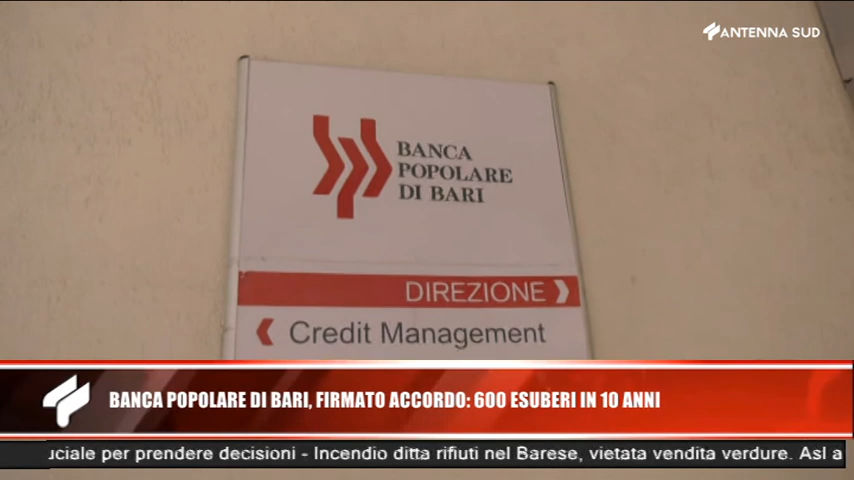 ANTENNA SUD
BANCA
POPOLARE
DI BARI
DIREZIONE
Credit Management
BANCA POPOLARE DI BARI, FIRMATO ACCORDO: 600 ESUBERI IN 10 ANNI
per prendere decisioni - Incendio ditta rifiuti nel Barese, vietata vendita verdure. Asl a